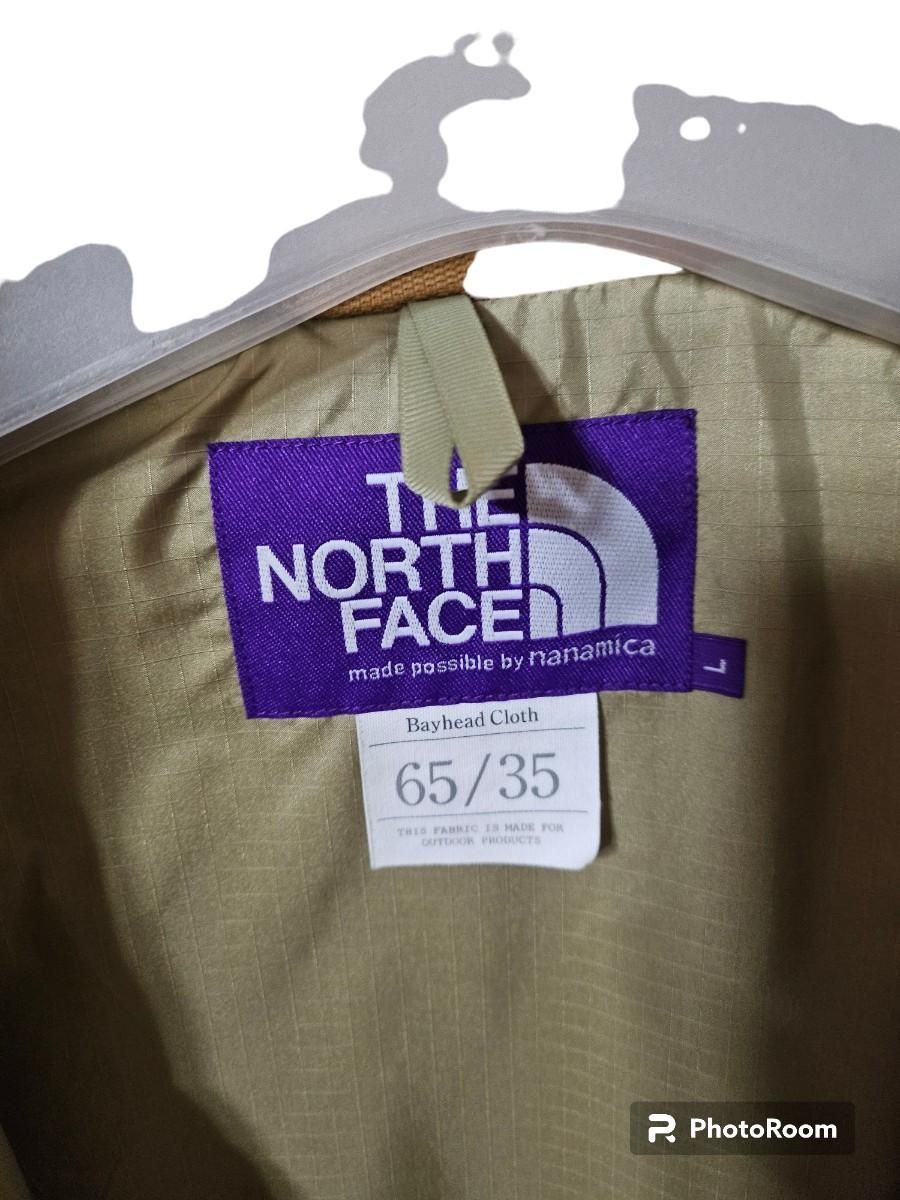 THE
NORTH
FACE
made possible by nanamica
L
Bayhead Cloth
65/35
THIS FABRIC IS MADE FOR
OUTDOOR PRODUCTS
PhotoRoom